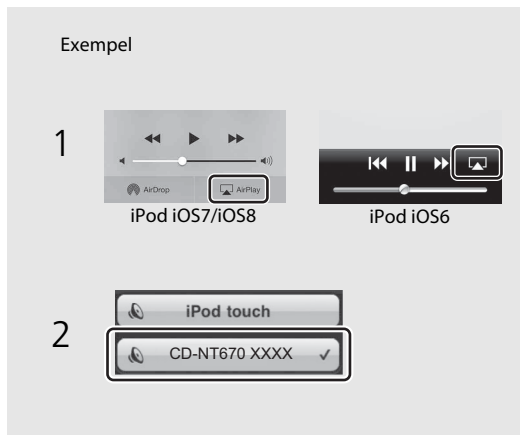 Exempel
1
AirDrop
AirPlay
iPod iOS7/iOS8
iPod iOS6
2
iPod touch
CD-NT670 XXXX